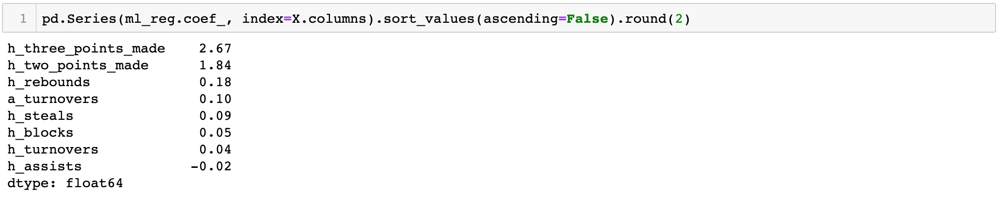 1 pd.Series(ml_reg.coef_, index=X.columns).sort_values(ascending=False).round(2)
h_three_points_made 2.67
h_two_points_made 1.84
h_rebounds 0.18
a_turnovers 0.10
h_steals 0.09
h_blocks 0.05
h_turnovers 0.04
h_assists -0.02
dtype: float64